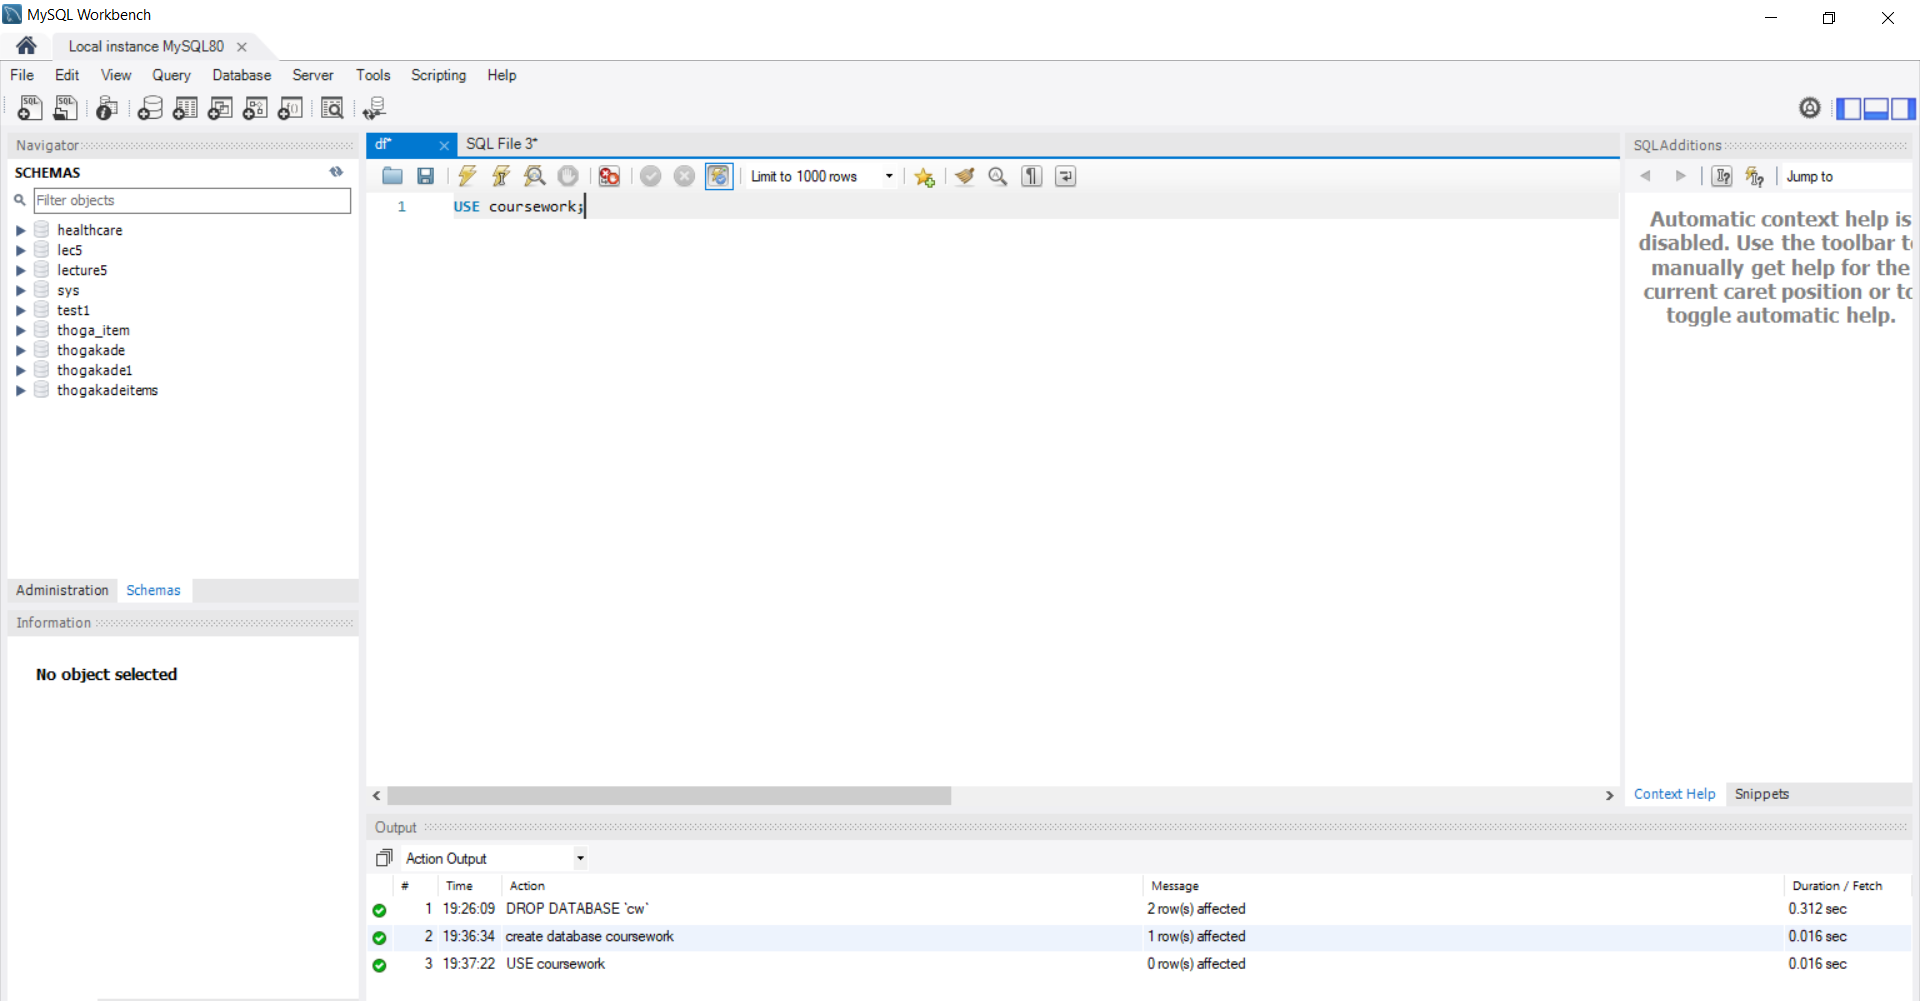 MySQL Workbench
Local instance MySQL80
File Edit View Query Database Server Tools Scripting Help
Navigator
SCHEMAS
Filter objects
healthcare
lec5
lecture5
sys
test1
thoga_item
thogakade
thogakade1
thogakadeitems
Administration Schemas
Information
No object selected
df* SQL File 3*
Limit to 1000 rows
1 USE coursework;
SQLAdditions
Jump to
Automatic context help is
disabled. Use the toolbar t
manually get help for the
current caret position or to
toggle automatic help.
Context Help Snippets
Output
Action Output
# Time Action Message Duration / Fetch
1 19:26:09 DROP DATABASE `cw` 2 row(s) affected 0.312 sec
2 19:36:34 create database coursework 1 row(s) affected 0.016 sec
3 19:37:22 USE coursework 0 row(s) affected 0.016 sec